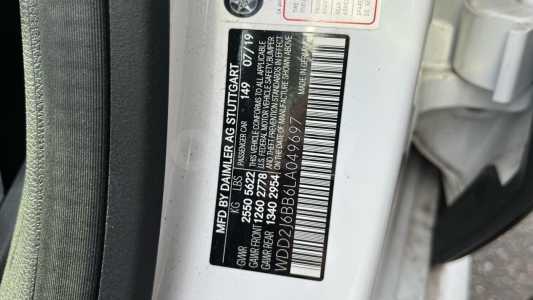 MFD BY DAIMLER AG STUTTGART
KG LBS PASSENGER CAR 149 07/19
GVWR 2550 5622 THIS VEHICLE CONFORMS TO ALL APPLICABLE
GAWR FRONT 1260 2778 U.S. FEDERAL MOTOR VEHICLE SAFETY, BUMPER,
GAWR REAR 1340 2954 AND THEFT PREVENTION STANDARDS IN EFFECT
ON THE DATE OF MANUFACTURE SHOWN ABOVE.
WDD2J6BB6LA049697 MADE IN GERMANY